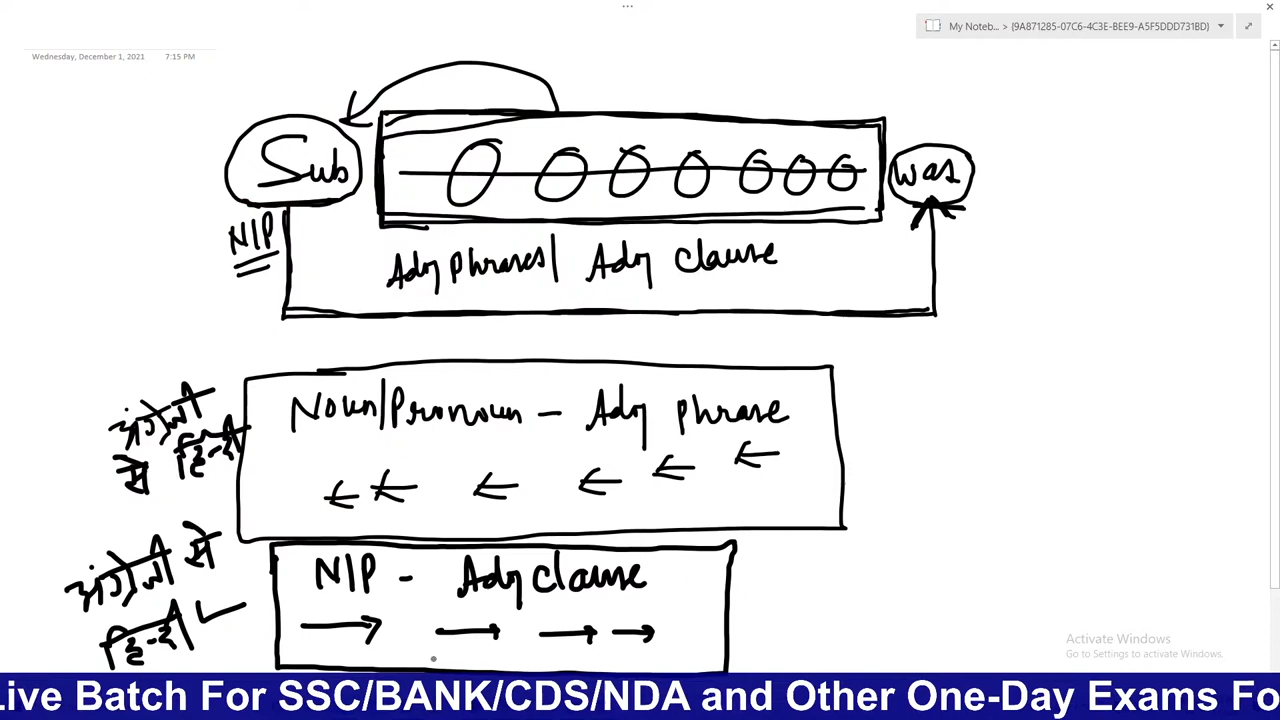 My Noteb... > {9A871285-07C6-4C3E-BEE9-A5F5DDD731BD}
Wednesday, December 1, 2021 7:15 PM
Sub
was
N/P
Adj Phrases/ Adj Clause
Noun/Pronoun - Adj phrase
अंग्रेजी
से हिन्दी
N/P - Adj Clause
अंग्रेजी से
हिन्दी
Activate Windows
Go to Settings to activate Windows.
Live Batch For SSC/BANK/CDS/NDA and Other One-Day Exams Fo